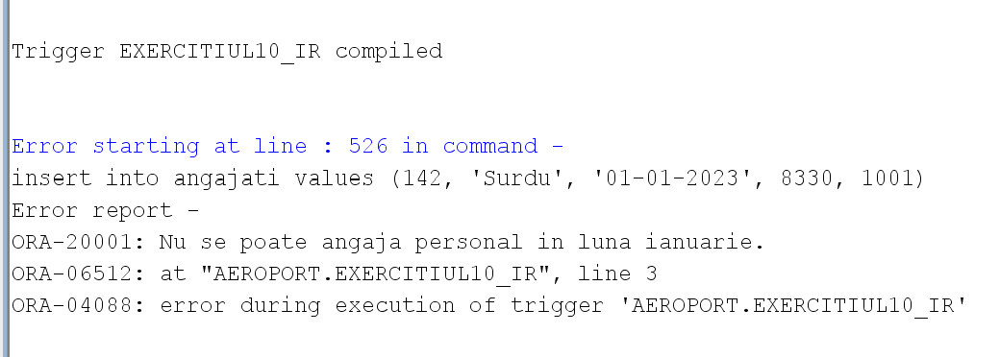 Trigger EXERCITIUL10_IR compiled
Error starting at line : 526 in command -
insert into angajati values (142, 'Surdu', '01-01-2023', 8330, 1001)
Error report -
ORA-20001: Nu se poate angaja personal in luna ianuarie.
ORA-06512: at "AEROPORT.EXERCITIUL10_IR", line 3
ORA-04088: error during execution of trigger 'AEROPORT.EXERCITIUL10_IR'